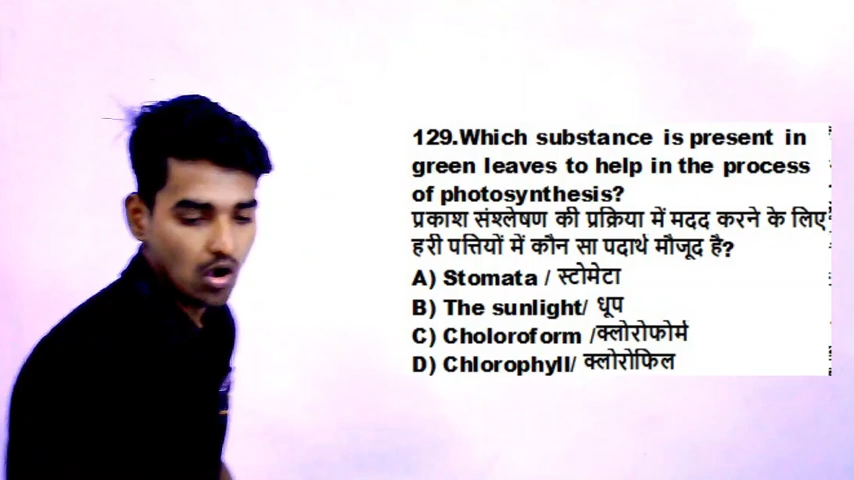 129.Which substance is present in
green leaves to help in the process
of photosynthesis?
प्रकाश संश्लेषण की प्रक्रिया में मदद करने के लिए
हरी पत्तियों में कौन सा पदार्थ मौजूद है?
A) Stomata / स्टोमेटा
B) The sunlight/ धूप
C) Choloroform /क्लोरोफोर्म
D) Chlorophyll/ क्लोरोफिल